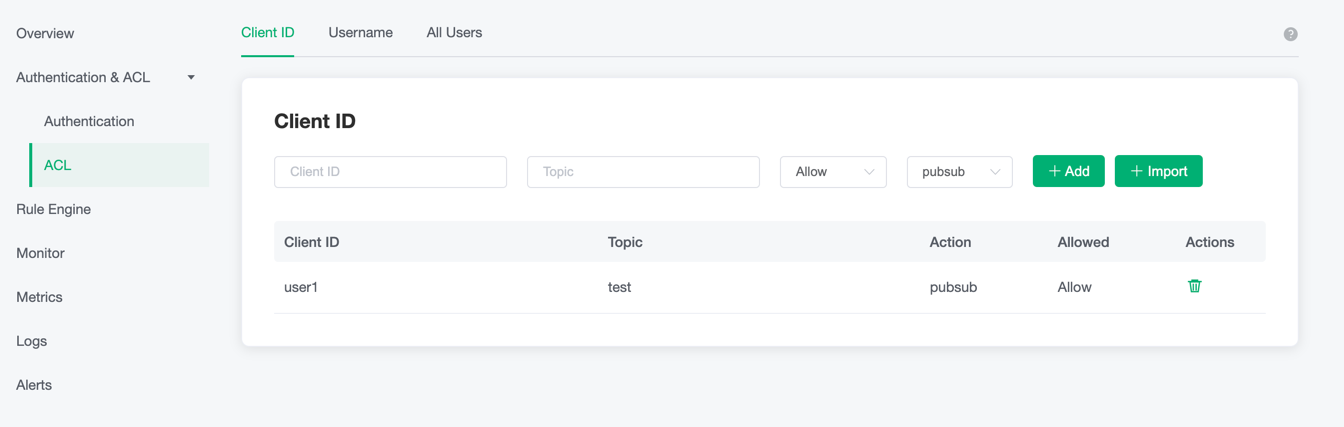 Overview
Authentication & ACL
Authentication
ACL
Rule Engine
Monitor
Metrics
Logs
Alerts
Client ID Username All Users ?
Client ID
Client ID Topic Allow pubsub + Add + Import
Client ID Topic Action Allowed Actions
user1 test pubsub Allow